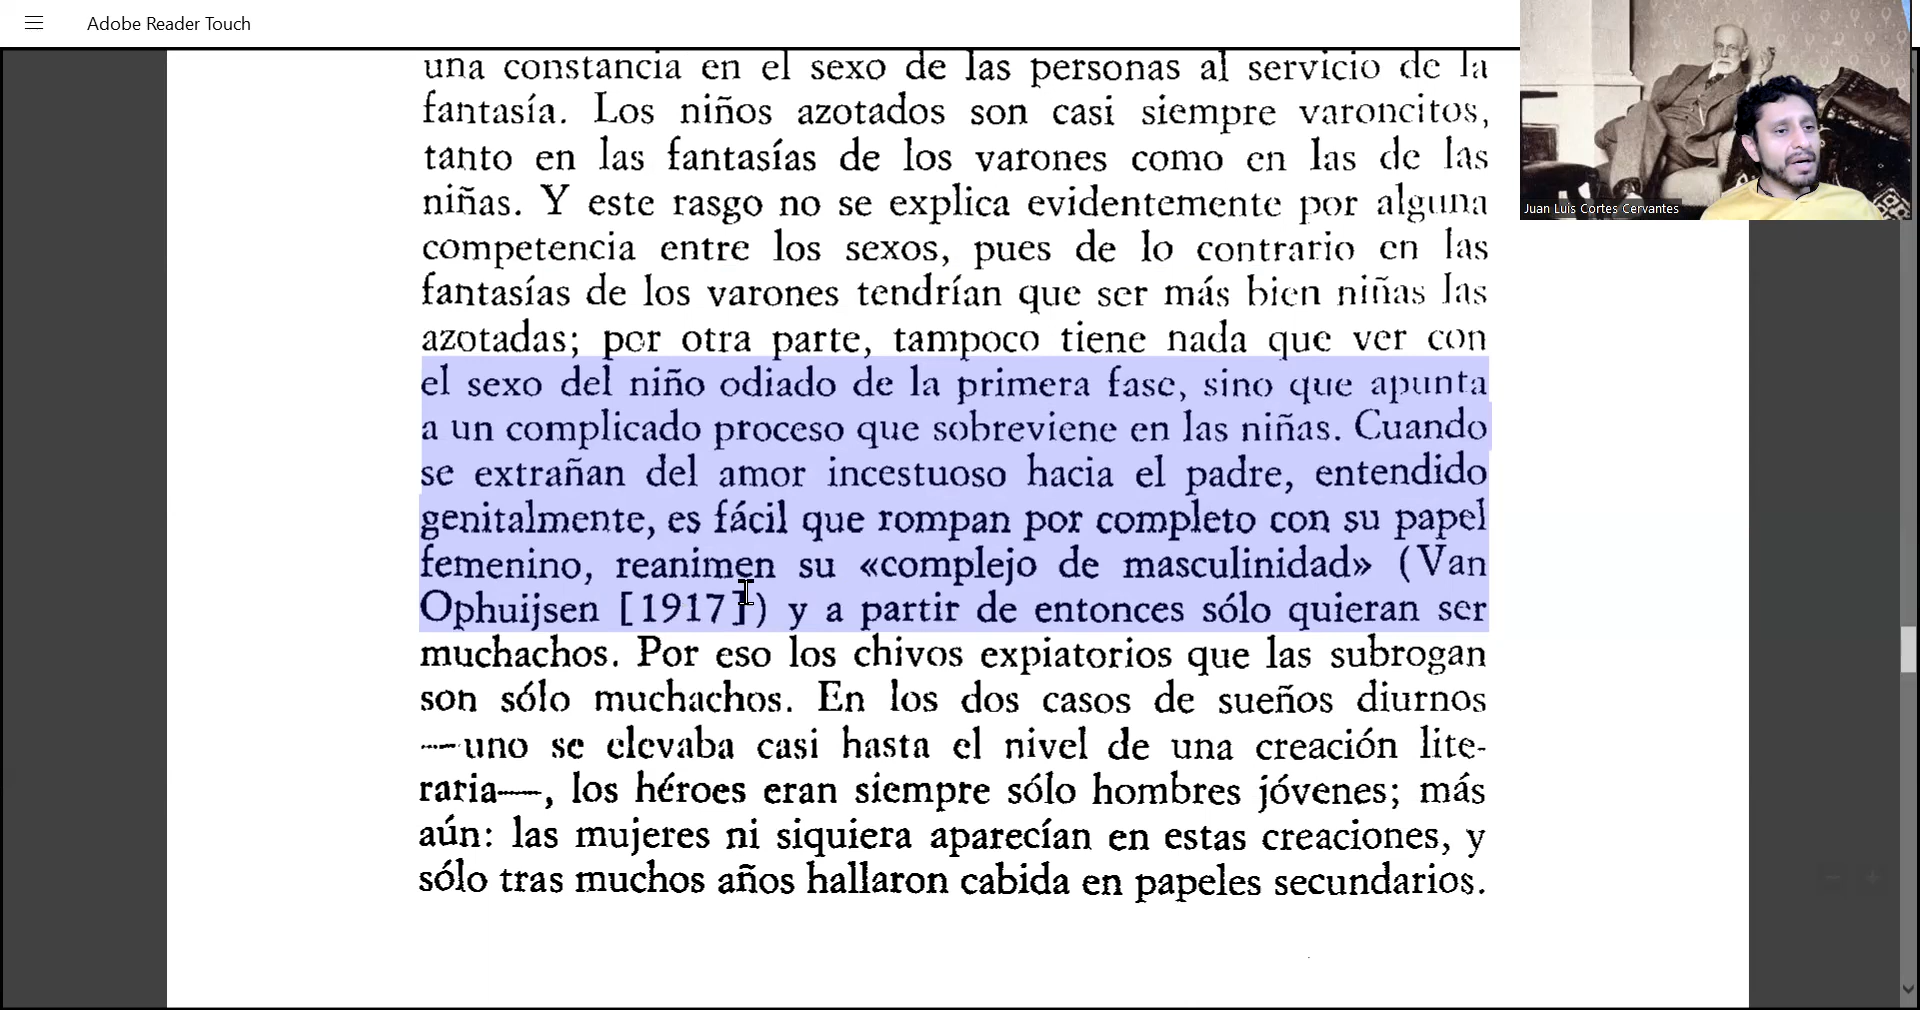 Adobe Reader Touch
una constancia en el sexo de las personas al servicio de la
fantasía. Los niños azotados son casi siempre varoncitos,
tanto en las fantasías de los varones como en las de las
niñas. Y este rasgo no se explica evidentemente por alguna
competencia entre los sexos, pues de lo contrario en las
fantasías de los varones tendrían que ser más bien niñas las
azotadas; por otra parte, tampoco tiene nada que ver con
el sexo del niño odiado de la primera fase, sino que apunta
a un complicado proceso que sobreviene en las niñas. Cuando
se extrañan del amor incestuoso hacia el padre, entendido
genitalmente, es fácil que rompan por completo con su papel
femenino, reanimen su «complejo de masculinidad» (Van
Ophuijsen [1917]) y a partir de entonces sólo quieran ser
muchachos. Por eso los chivos expiatorios que las subrogan
son sólo muchachos. En los dos casos de sueños diurnos
—uno se elevaba casi hasta el nivel de una creación lite-
raria—, los héroes eran siempre sólo hombres jóvenes; más
aún: las mujeres ni siquiera aparecían en estas creaciones, y
sólo tras muchos años hallaron cabida en papeles secundarios.
Juan Luis Cortes Cervantes